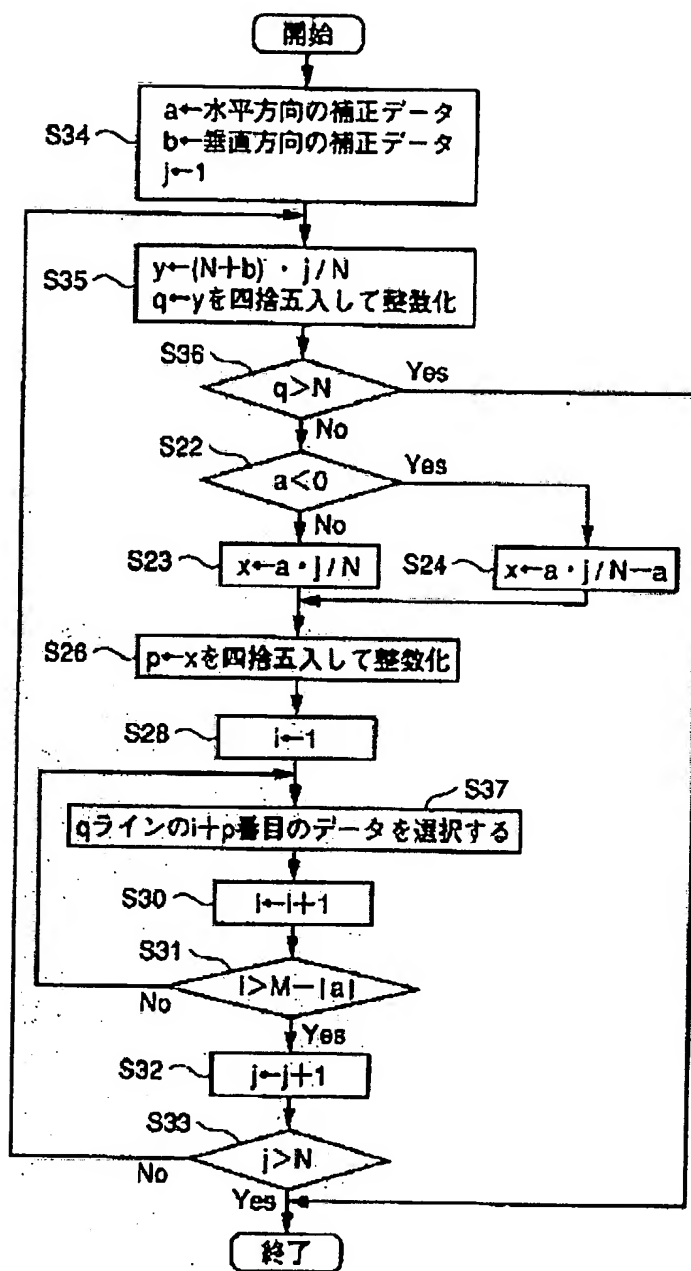 開始
S34
a←水平方向の補正データ
b←垂直方向の補正データ
j←1
S35
y←(N+b)・j/N
q←yを四捨五入して整数化
S36
q>N
Yes
No
S22
a<0
Yes
No
S23
x←a・j/N
S24
x←a・j/N−a
S26
p←xを四捨五入して整数化
S28
i←1
S37
qラインのi+p番目のデータを選択する
S30
i←i+1
S31
i>M−|a|
No
Yes
S32
j←j+1
S33
j>N
No
Yes
終了